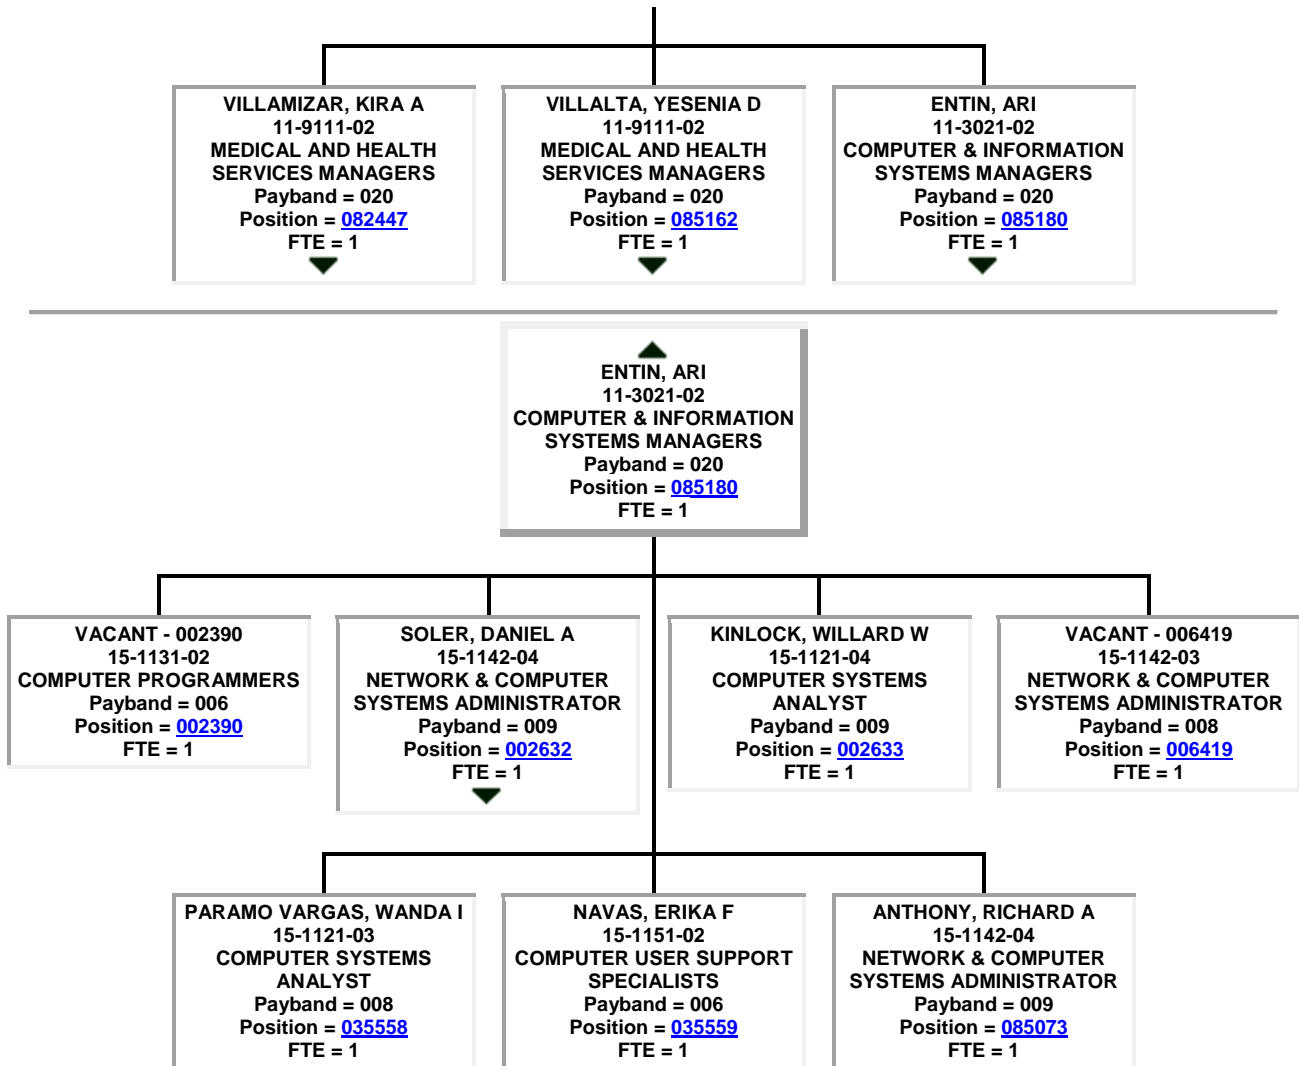 VILLAMIZAR, KIRA A
11-9111-02
MEDICAL AND HEALTH
SERVICES MANAGERS
Payband = 020
Position = 082447
FTE = 1
VILLALTA, YESENIA D
11-9111-02
MEDICAL AND HEALTH
SERVICES MANAGERS
Payband = 020
Position = 085162
FTE = 1
ENTIN, ARI
11-3021-02
COMPUTER & INFORMATION
SYSTEMS MANAGERS
Payband = 020
Position = 085180
FTE = 1
ENTIN, ARI
11-3021-02
COMPUTER & INFORMATION
SYSTEMS MANAGERS
Payband = 020
Position = 085180
FTE = 1
VACANT - 002390
15-1131-02
COMPUTER PROGRAMMERS
Payband = 006
Position = 002390
FTE = 1
SOLER, DANIEL A
15-1142-04
NETWORK & COMPUTER
SYSTEMS ADMINISTRATOR
Payband = 009
Position = 002632
FTE = 1
KINLOCK, WILLARD W
15-1121-04
COMPUTER SYSTEMS
ANALYST
Payband = 009
Position = 002633
FTE = 1
VACANT - 006419
15-1142-03
NETWORK & COMPUTER
SYSTEMS ADMINISTRATOR
Payband = 008
Position = 006419
FTE = 1
PARAMO VARGAS, WANDA I
15-1121-03
COMPUTER SYSTEMS
ANALYST
Payband = 008
Position = 035558
FTE = 1
NAVAS, ERIKA F
15-1151-02
COMPUTER USER SUPPORT
SPECIALISTS
Payband = 006
Position = 035559
FTE = 1
ANTHONY, RICHARD A
15-1142-04
NETWORK & COMPUTER
SYSTEMS ADMINISTRATOR
Payband = 009
Position = 085073
FTE = 1